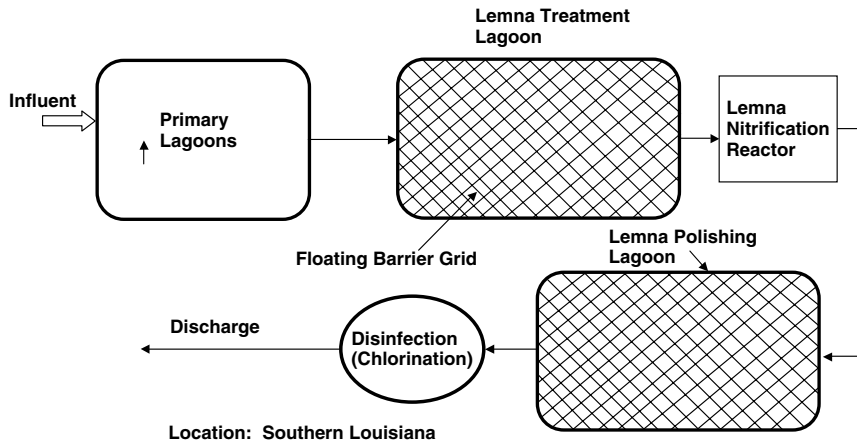 Lemna Treatment
Lagoon
Influent
Primary
Lagoons
Lemna
Nitrification
Reactor
Floating Barrier Grid
Lemna Polishing
Lagoon
Discharge
Disinfection
(Chlorination)
Location: Southern Louisiana